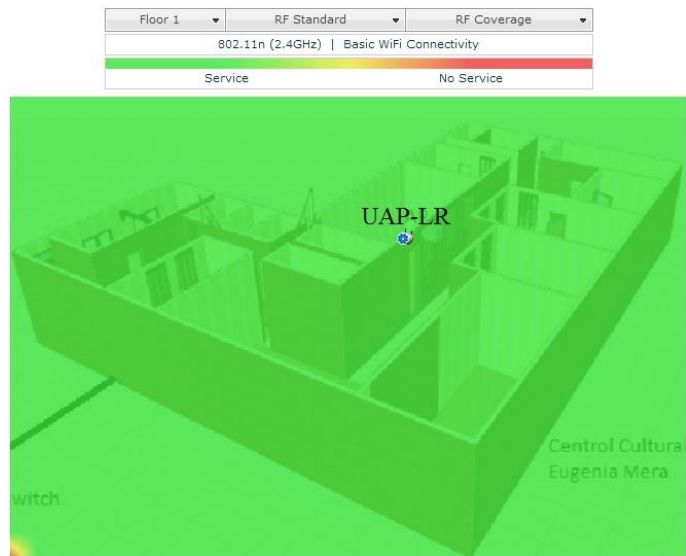 Floor 1 RF Standard RF Coverage
802.11n (2.4GHz) | Basic WiFi Connectivity
Service No Service
UAP-LR
Centrol Cultural
Eugenia Mera
witch